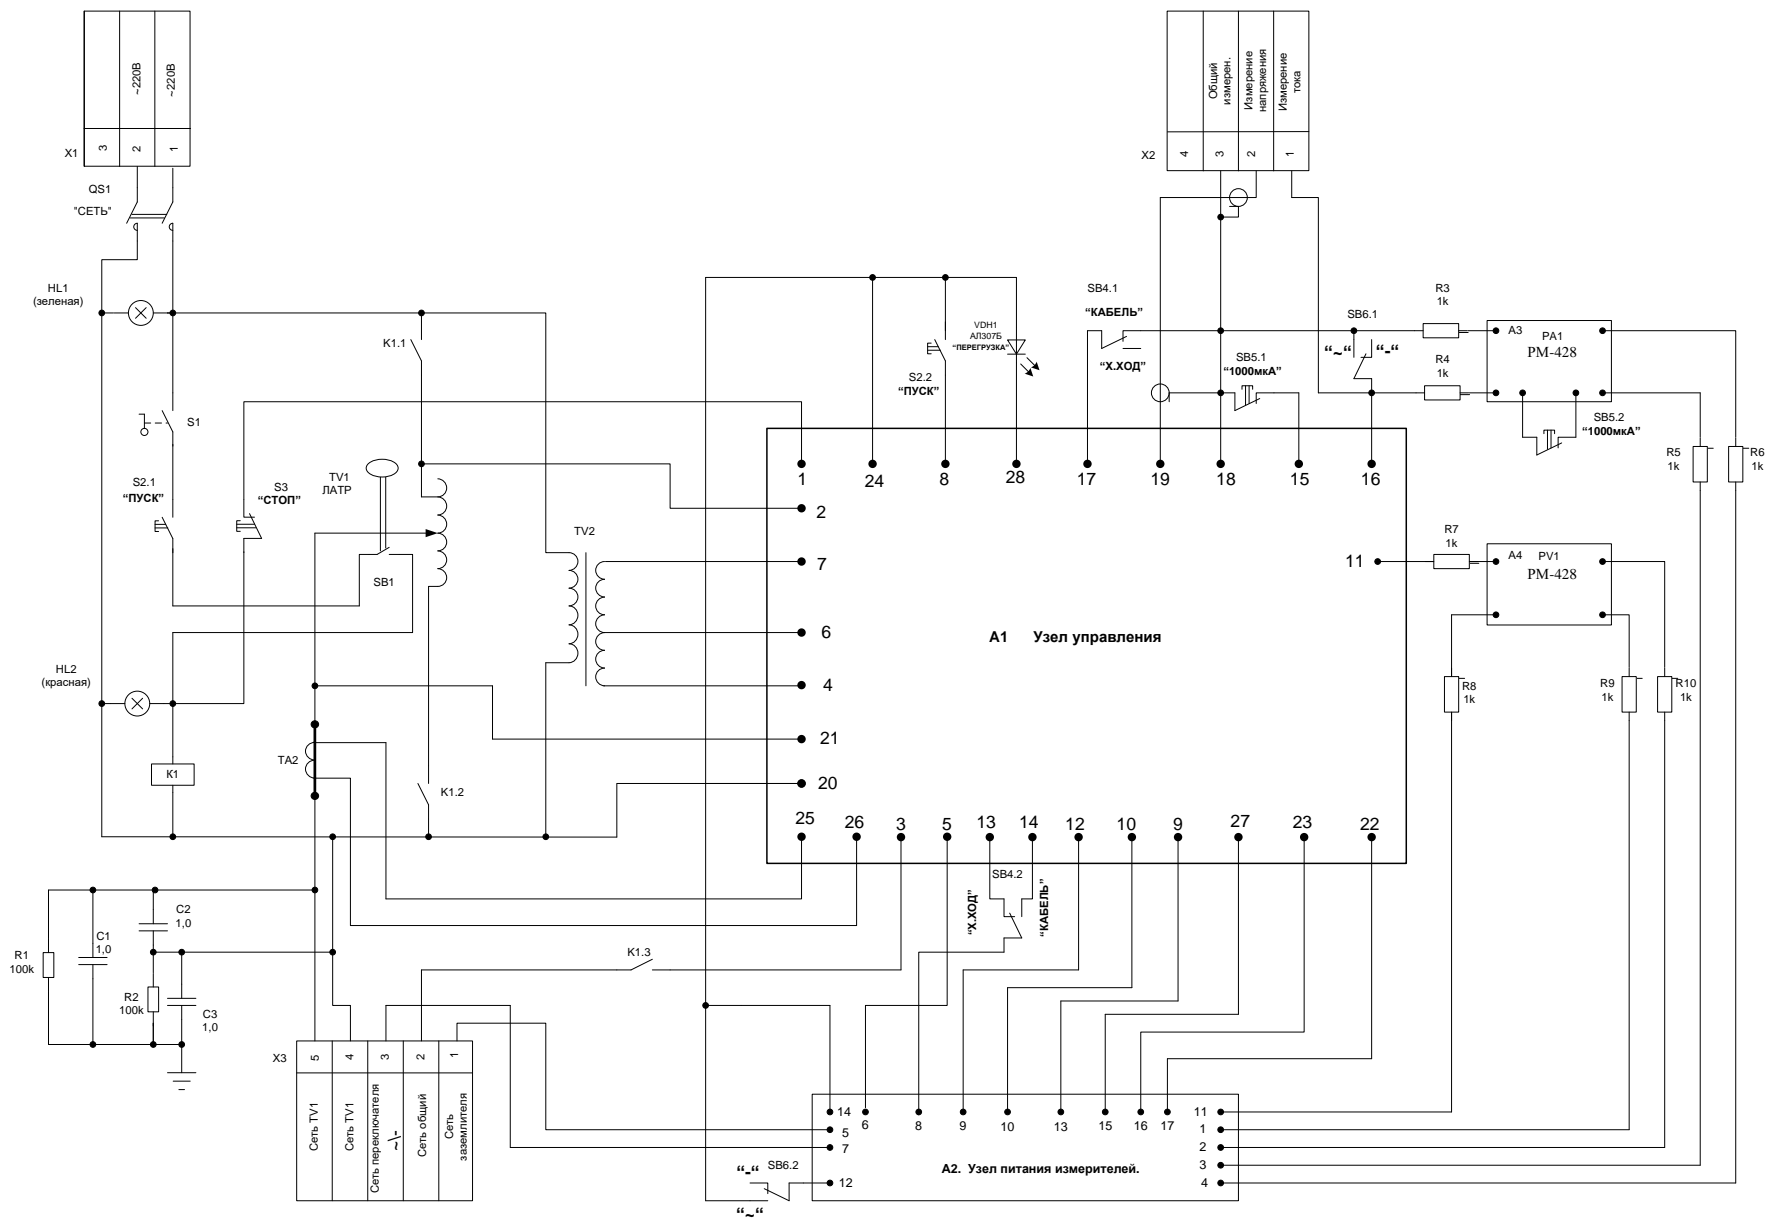 ~220В
~220В
X1
3
2
1
QS1
"СЕТЬ"
HL1
(зеленая)
S1
S2.1
“ПУСК”
S3
“СТОП”
TV1
ЛАТР
SB1
K1.1
TV2
HL2
(красная)
К1
TA2
K1.2
R1
100k
C1
1,0
C2
1,0
R2
100k
C3
1,0
K1.3
X3
5
4
3
2
1
Сеть TV1
Сеть TV1
Сеть переключателя
~\-
Сеть общий
Сеть
заземлителя
Общий
измерен.
Измерение
напряжения
Измерение
тока
X2
4
3
2
1
S2.2
“ПУСК”
VDH1
АЛ307Б
“ПЕРЕГРУЗКА”
SB4.1
“КАБЕЛЬ”
“Х.ХОД”
SB5.1
“1000мкА”
SB6.1
“~“
“-“
R3
1k
R4
1k
A3
PA1
PM-428
SB5.2
“1000мкА”
R5
1k
R6
1k
R7
1k
A4
PV1
PM-428
R8
1k
R9
1k
R10
1k
1
24
8
28
17
19
18
15
16
2
7
11
6
4
21
20
А1 Узел управления
25
26
3
5
13
14
12
10
9
27
23
22
SB4.2
“Х.ХОД”
“КАБЕЛЬ”
14
6
8
9
10
13
15
16
17
11
5
1
7
2
3
12
4
А2. Узел питания измерителей.
“-“
SB6.2
“~“